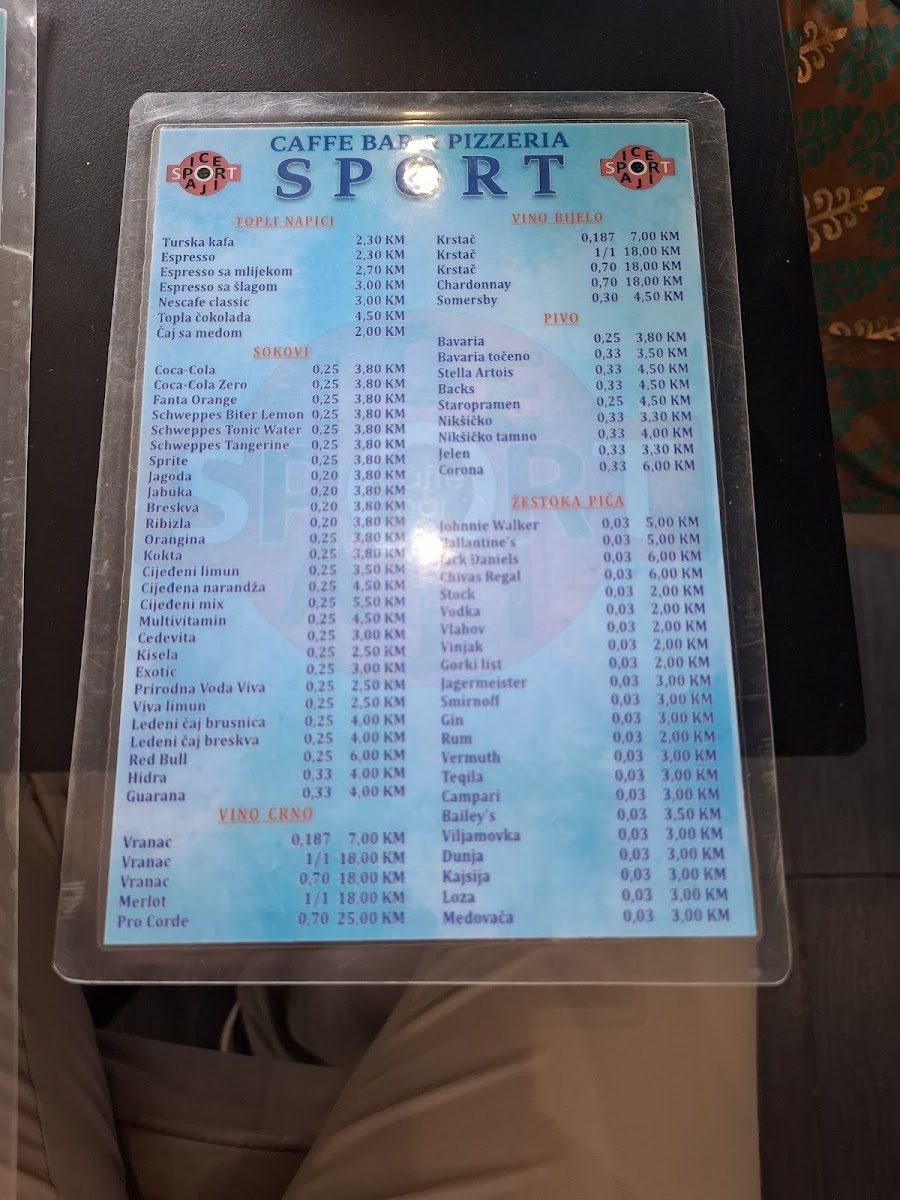 CAFFE BAR & PIZZERIA
SPORT
ICE
SPORT
AJI
ICE
SPORT
AJI
TOPLI NAPICI
Turska kafa 2,30 KM
Espresso 2,30 KM
Espresso sa mlijekom 2,70 KM
Espresso sa šlagom 3,00 KM
Nescafe classic 3,00 KM
Topla čokolada 4,50 KM
Čaj sa medom 2,00 KM
SOKOVI
Coca-Cola 0,25 3,80 KM
Coca-Cola Zero 0,25 3,80 KM
Fanta Orange 0,25 3,80 KM
Schweppes Biter Lemon 0,25 3,80 KM
Schweppes Tonic Water 0,25 3,80 KM
Schweppes Tangerine 0,25 3,80 KM
Sprite 0,25 3,80 KM
Jagoda 0,20 3,80 KM
Jabuka 0,20 3,80 KM
Breskva 0,20 3,80 KM
Ribizla 0,20 3,80 KM
Orangina 0,25 3,80 KM
Kokta 0,25 3,80 KM
Cijeđeni limun 0,25 3,50 KM
Cijeđena narandža 0,25 4,50 KM
Cijeđeni mix 0,25 5,50 KM
Multivitamin 0,25 4,50 KM
Cedevita 0,25 3,00 KM
Kisela 0,25 2,50 KM
Exotic 0,25 3,00 KM
Prirodna Voda Viva 0,25 2,50 KM
Viva limun 0,25 2,50 KM
Ledeni čaj brusnica 0,25 4,00 KM
Ledeni čaj breskva 0,25 4,00 KM
Red Bull 0,25 6,00 KM
Hidra 0,33 4,00 KM
Guarana 0,33 4,00 KM
VINO CRNO
Vranac 0,187 7,00 KM
Vranac 1/1 18,00 KM
Vranac 0,70 18,00 KM
Merlot 1/1 18,00 KM
Pro Corde 0,70 25,00 KM
VINO BIJELO
Krstač 0,187 7,00 KM
Krstač 1/1 18,00 KM
Krstač 0,70 18,00 KM
Chardonnay 0,70 18,00 KM
Somersby 0,30 4,50 KM
PIVO
Bavaria 0,25 3,80 KM
Bavaria točeno 0,33 3,50 KM
Stella Artois 0,33 4,50 KM
Backs 0,33 4,50 KM
Staropramen 0,25 4,50 KM
Nikšičko 0,33 3,30 KM
Nikšičko tamno 0,33 4,00 KM
Jelen 0,33 3,30 KM
Corona 0,33 6,00 KM
ŽESTOKA PIĆA
Johnnie Walker 0,03 5,00 KM
Ballantine's 0,03 5,00 KM
Jack Daniels 0,03 6,00 KM
Chivas Regal 0,03 6,00 KM
Stock 0,03 2,00 KM
Vodka 0,03 2,00 KM
Vlahov 0,03 2,00 KM
Vinjak 0,03 2,00 KM
Gorki list 0,03 2,00 KM
Jagermeister 0,03 3,00 KM
Smirnoff 0,03 3,00 KM
Gin 0,03 3,00 KM
Rum 0,03 2,00 KM
Vermuth 0,03 3,00 KM
Teqila 0,03 3,00 KM
Campari 0,03 3,00 KM
Bailey's 0,03 3,50 KM
Viljamovka 0,03 3,00 KM
Dunja 0,03 3,00 KM
Kajsija 0,03 3,00 KM
Loza 0,03 3,00 KM
Medovača 0,03 3,00 KM